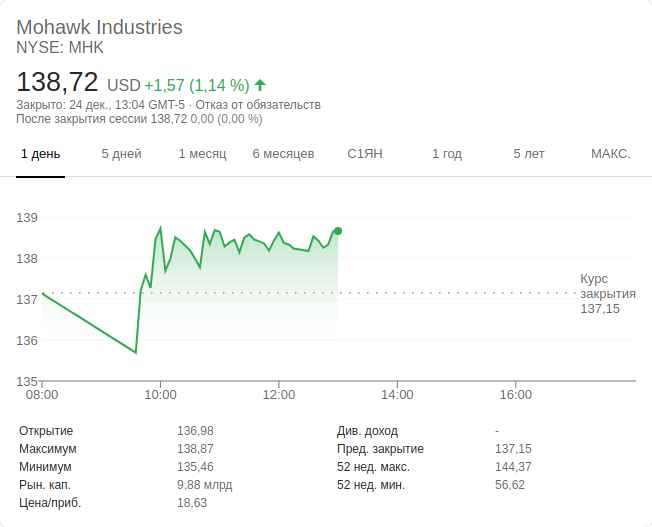 Mohawk Industries
NYSE: MHK
138,72 USD +1,57 (1,14 %)
Закрыто: 24 дек., 13:04 GMT-5 · Отказ от обязательств
После закрытия сессии 138,72 0,00 (0,00 %)
1 день 5 дней 1 месяц 6 месяцев С1ЯН 1 год 5 лет МАКС.
139
138
137
136
135
Курс
закрытия
137,15
08:00 10:00 12:00 14:00 16:00
Открытие 136,98 Див. доход -
Максимум 138,87 Пред. закрытие 137,15
Минимум 135,46 52 нед. макс. 144,37
Рын. кап. 9,88 млрд 52 нед. мин. 56,62
Цена/приб. 18,63